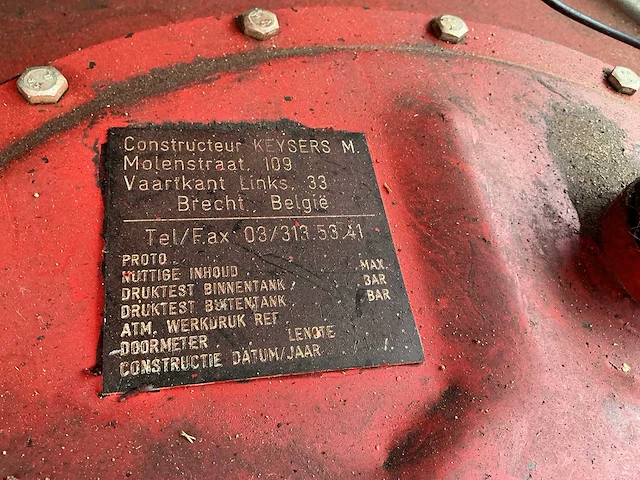 Constructeur KEYSERS M.
Molenstraat, 109
Vaartkant Links, 33
Brecht, België
Tel/Fax 03/313.53.41
PROTO
NUTTIGE INHOUD MAX.
DRUKTEST BINNENTANK BAR
DRUKTEST BUITENTANK BAR
ATM. WERKDRUK REF
DOORMETER LENGTE
CONSTRUCTIE DATUM/JAAR /